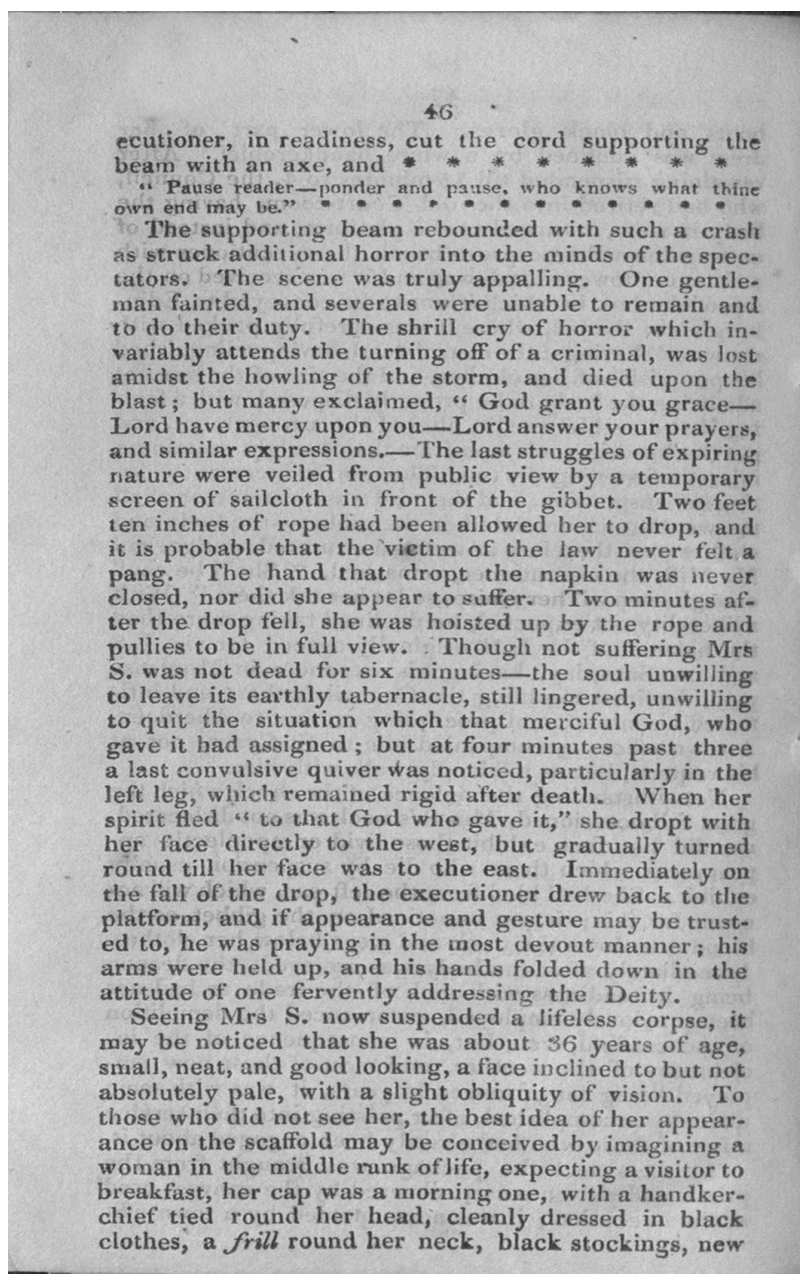 46
ecutioner, in readiness, cut the cord supporting the
beam with an axe, and * * * * * * * *
“ Pause reader—ponder and pause, who knows what thine
own end may be.” * * * * * * * * * * * *
The supporting beam rebounded with such a crash
as struck additional horror into the minds of the spec-
tators. The scene was truly appalling. One gentle-
man fainted, and severals were unable to remain and
to do their duty. The shrill cry of horror which in-
variably attends the turning off of a criminal, was lost
amidst the howling of the storm, and died upon the
blast ; but many exclaimed, “ God grant you grace—
Lord have mercy upon you—Lord answer your prayers,
and similar expressions.—The last struggles of expiring
nature were veiled from public view by a temporary
screen of sailcloth in front of the gibbet. Two feet
ten inches of rope had been allowed her to drop, and
it is probable that the victim of the law never felt a
pang. The hand that dropt the napkin was never
closed, nor did she appear to suffer. Two minutes af-
ter the drop fell, she was hoisted up by the rope and
pullies to be in full view. Though not suffering Mrs
S. was not dead for six minutes—the soul unwilling
to leave its earthly tabernacle, still lingered, unwilling
to quit the situation which that merciful God, who
gave it had assigned ; but at four minutes past three
a last convulsive quiver was noticed, particularly in the
left leg, which remained rigid after death. When her
spirit fled “ to that God who gave it,” she dropt with
her face directly to the west, but gradually turned
round till her face was to the east. Immediately on
the fall of the drop, the executioner drew back to the
platform, and if appearance and gesture may be trust-
ed to, he was praying in the most devout manner ; his
arms were held up, and his hands folded down in the
attitude of one fervently addressing the Deity.
Seeing Mrs S. now suspended a lifeless corpse, it
may be noticed that she was about 36 years of age,
small, neat, and good looking, a face inclined to but not
absolutely pale, with a slight obliquity of vision. To
those who did not see her, the best idea of her appear-
ance on the scaffold may be conceived by imagining a
woman in the middle rank of life, expecting a visitor to
breakfast, her cap was a morning one, with a handker-
chief tied round her head, cleanly dressed in black
clothes, a frill round her neck, black stockings, new